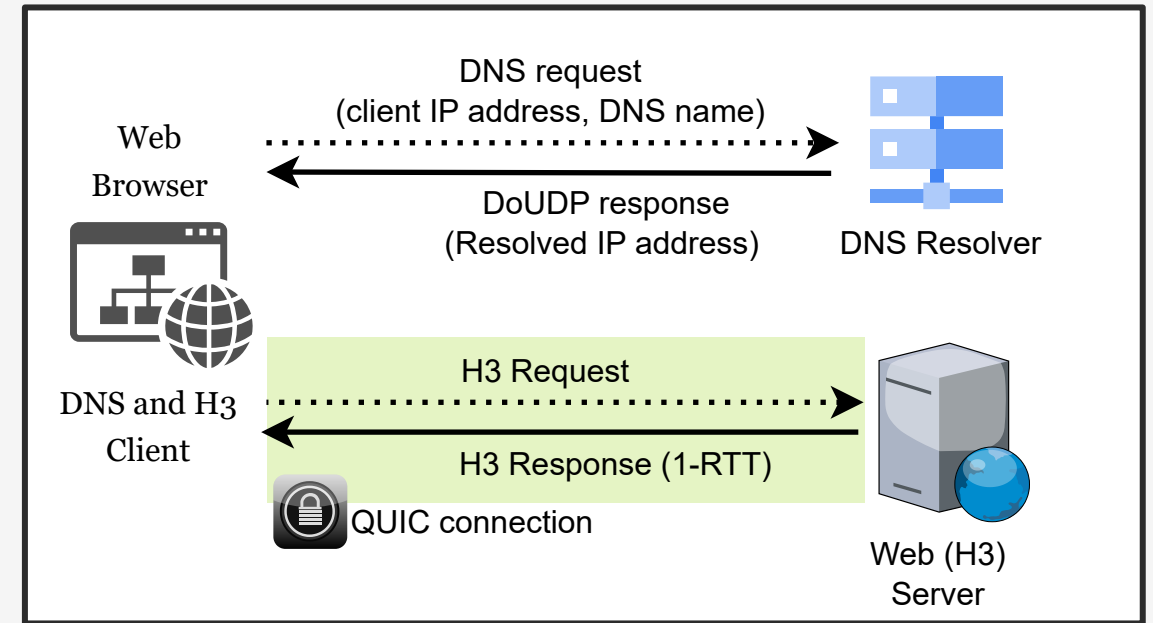 DNS request
(client IP address, DNS name)
Web
Browser
DoUDP response
(Resolved IP address)
DNS Resolver
H3 Request
DNS and H3
Client
H3 Response (1-RTT)
QUIC connection
Web (H3)
Server